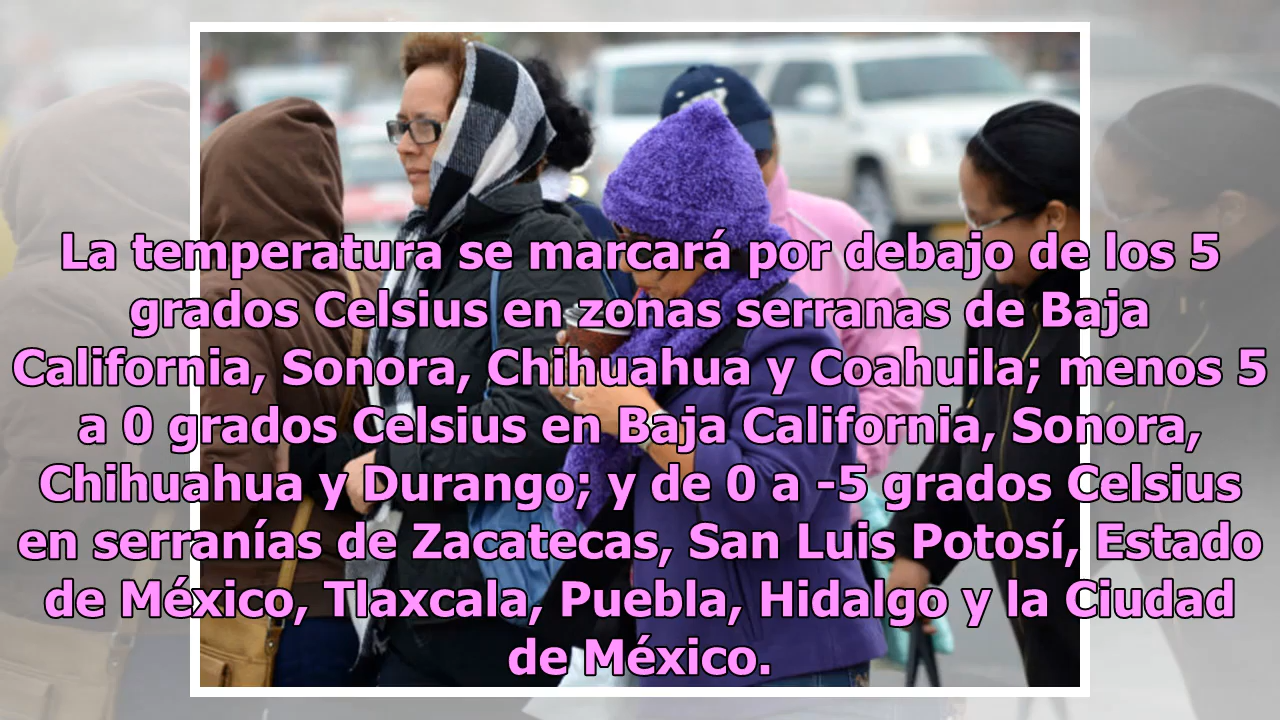 La temperatura se marcará por debajo de los 5
grados Celsius en zonas serranas de Baja
California, Sonora, Chihuahua y Coahuila; menos 5
a 0 grados Celsius en Baja California, Sonora,
Chihuahua y Durango; y de 0 a -5 grados Celsius
en serranías de Zacatecas, San Luis Potosí, Estado
de México, Tlaxcala, Puebla, Hidalgo y la Ciudad
de México.